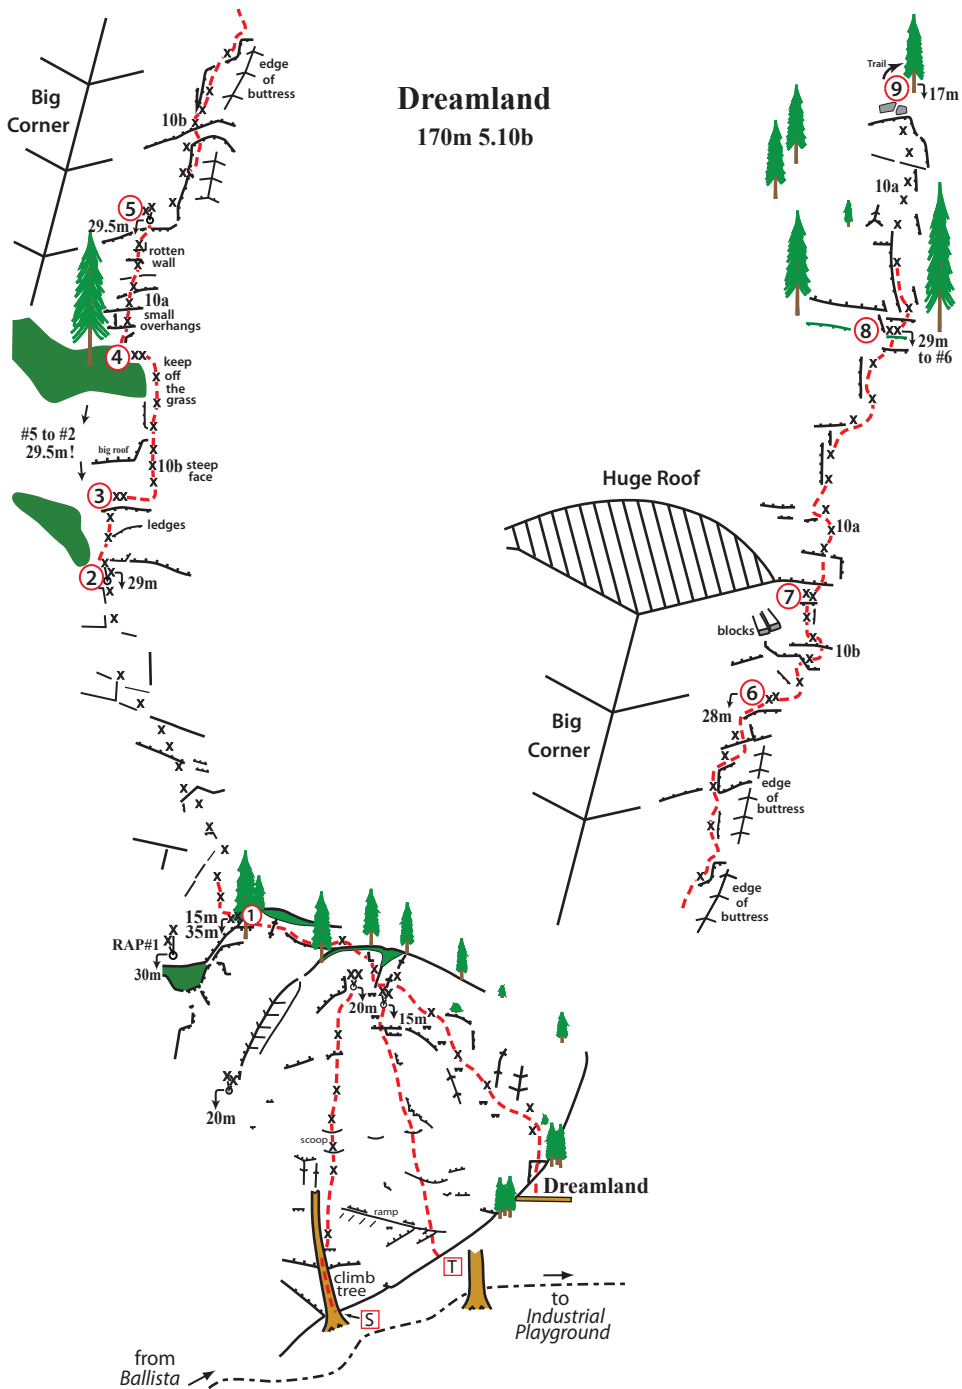 Dreamland
170m 5.10b
edge
of
buttress
Big
Corner
10b
5
29.5m
rotten
wall
10a
small
overhangs
4
keep
off
the
grass
#5 to #2
29.5m!
big roof
10b steep
face
3
ledges
2
29m
15m
35m
1
RAP#1
30m
20m
15m
20m
scoop
ramp
climb
tree
S
T
Dreamland
to
Industrial
Playground
from
Ballista
Trail
9
17m
10a
8
29m
to #6
Huge Roof
10a
7
blocks
10b
6
28m
Big
Corner
edge
of
buttress
edge
of
buttress